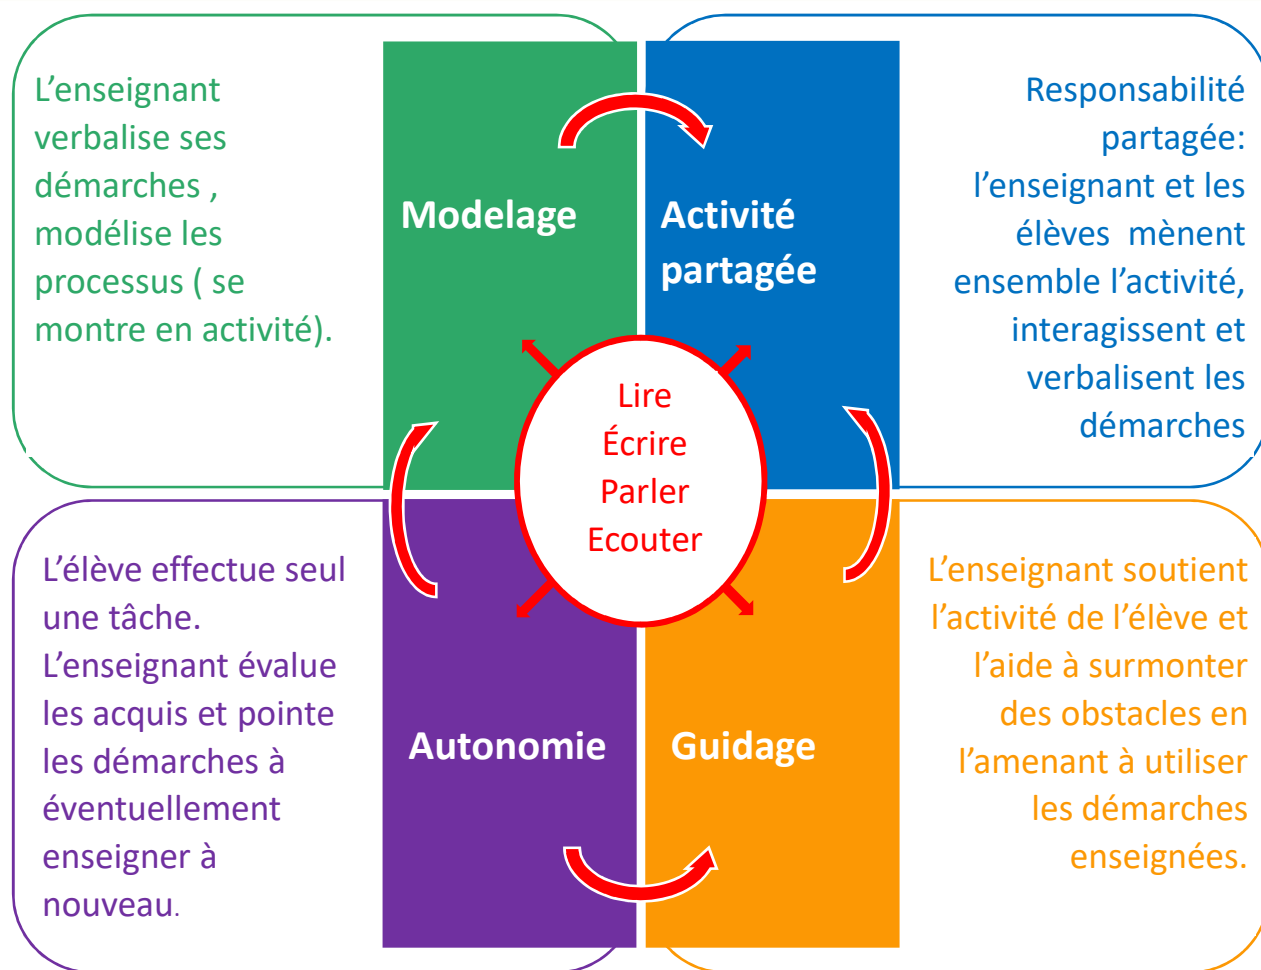 L’enseignant
verbalise ses
démarches ,
modélise les
processus ( se
montre en activité).
Modelage
Activité
partagée
Responsabilité
partagée:
l’enseignant et les
élèves  mènent
ensemble l’activité,
interagissent et
verbalisent les
démarches
Lire
Écrire
Parler
Ecouter
L’élève effectue seul
une tâche.
L’enseignant évalue
les acquis et pointe
les démarches à
éventuellement
enseigner à
nouveau.
Autonomie
Guidage
L’enseignant soutient
l’activité de l’élève et
l’aide à surmonter
des obstacles en
l’amenant à utiliser
les démarches
enseignées.